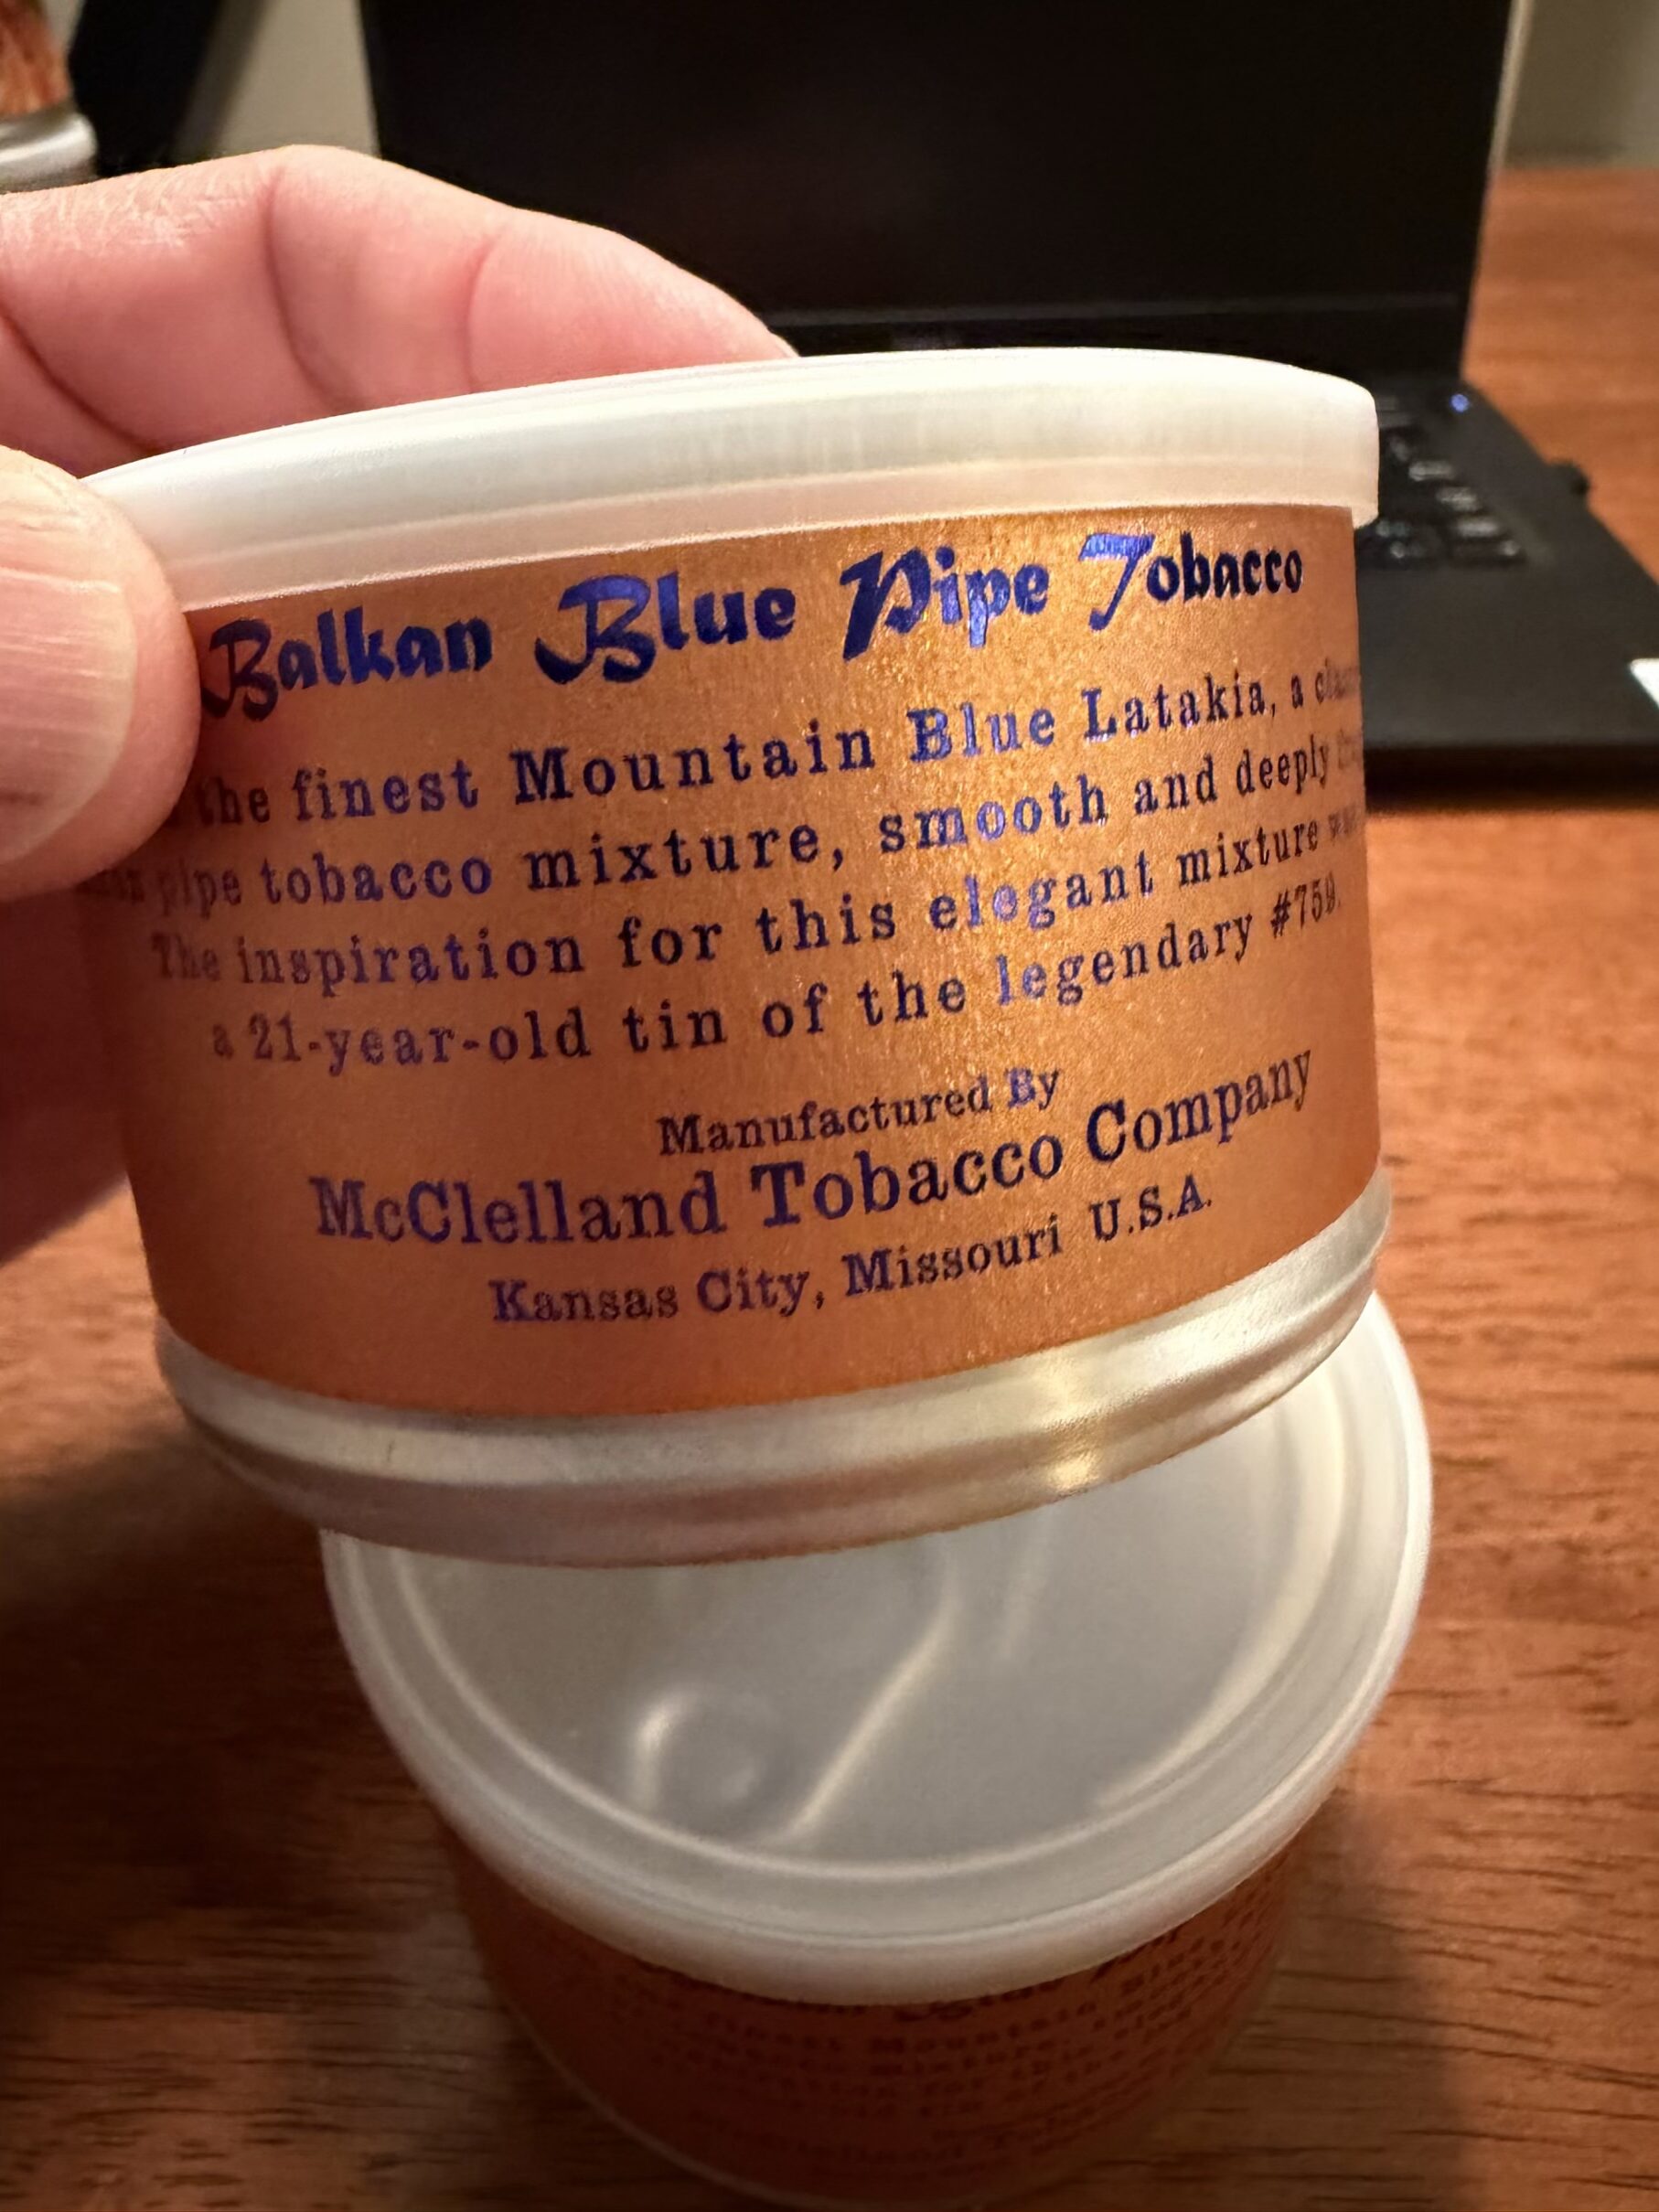 Balkan Blue Pipe Tobacco
the finest Mountain Blue Latakia, a
pipe tobacco mixture, smooth and deeply
The inspiration for this elegant mixture
a 21-year-old tin of the legendary #759.
Manufactured By
McClelland Tobacco Company
Kansas City, Missouri U.S.A.